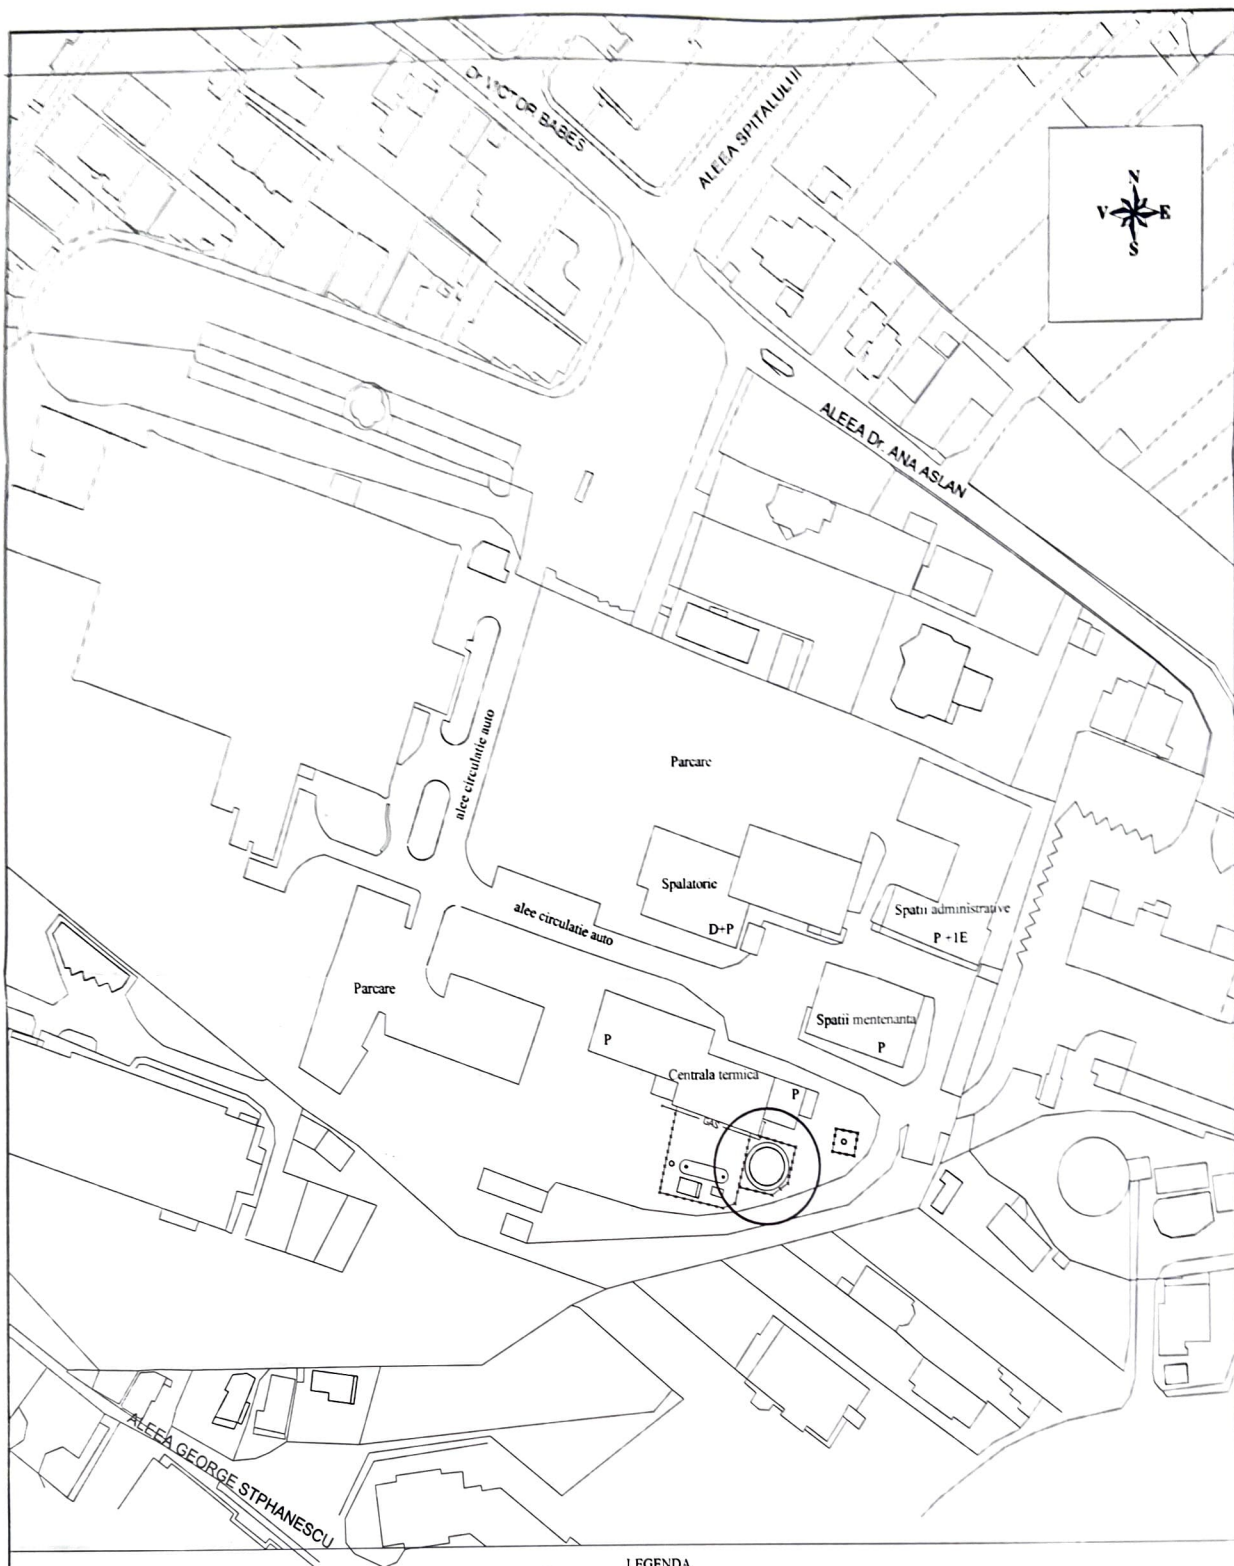 Dr. VICTOR BABES
ALEEA SPITALULUI
N
V E
S
ALEEA Dr. ANA ASLAN
alee circulatie auto
Parcare
Spalatorie
D+P
Spatii administrative
P +1E
alee circulatie auto
Parcare
Spatii mentenanta
P
P
Centrala termica
P
ALEEA GEORGE STPHANESCU
LEGENDA